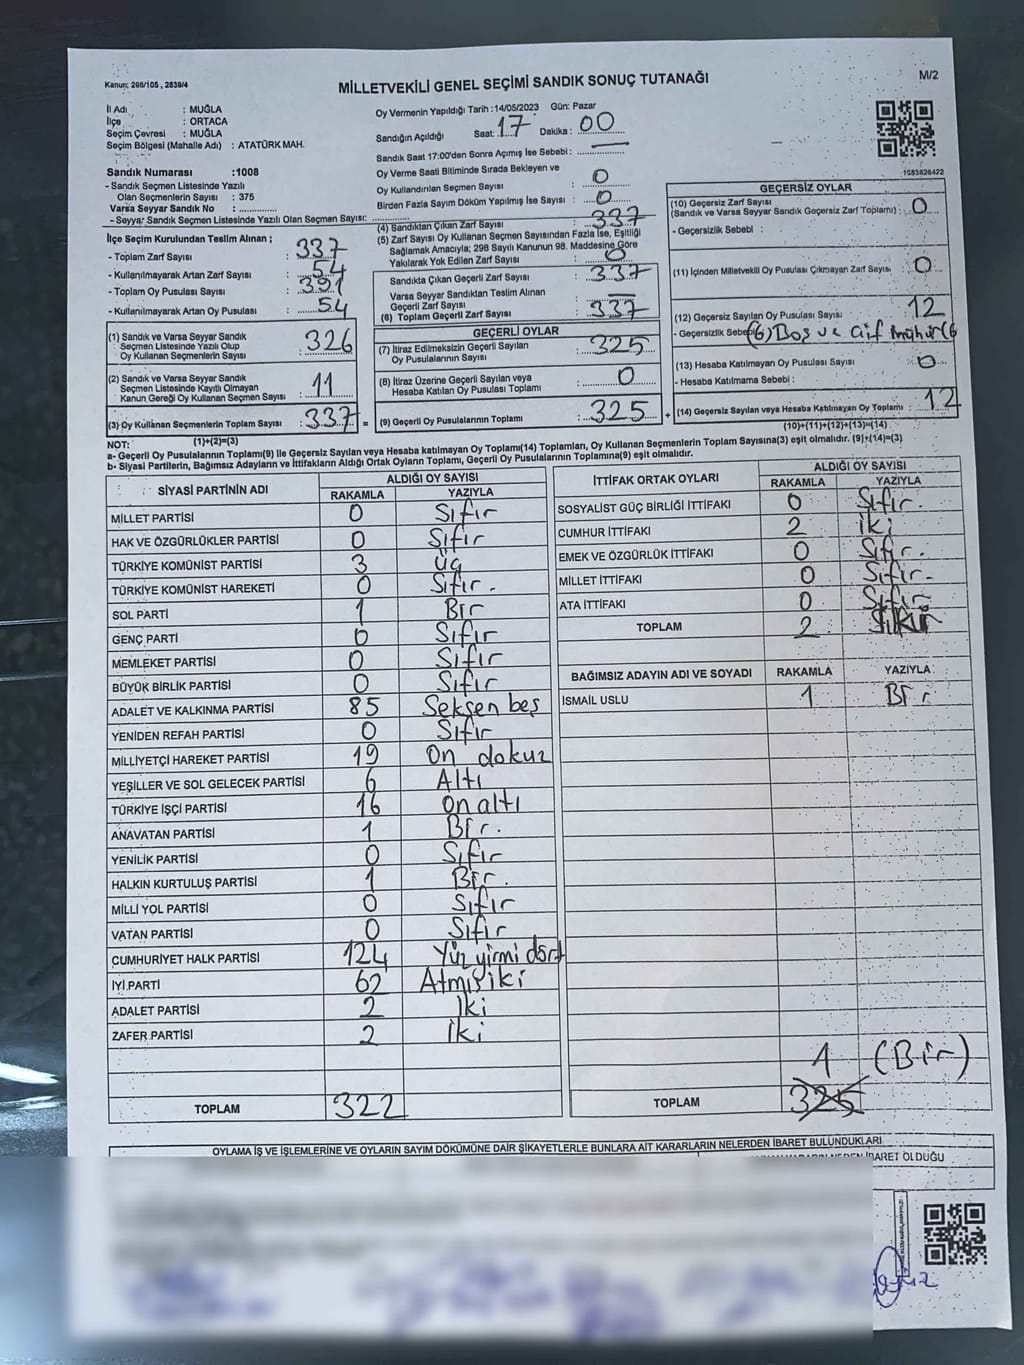 Kanun: 298/105 , 2839/4
MİLLETVEKİLİ GENEL SEÇİMİ SANDIK SONUÇ TUTANAĞI
M/2
İl Adı : MUĞLA
İlçe : ORTACA
Seçim Çevresi : MUĞLA
Seçim Bölgesi (Mahalle Adı) : ATATÜRK MAH.
Oy Vermenin Yapıldığı Tarih :14/05/2023 Gün: Pazar
Sandığın Açıldığı Saat: 17 Dakika : 00
Sandık Saat 17:00'den Sonra Açımış İse Sebebi :
Sandık Numarası :1008
- Sandık Seçmen Listesinde Yazılı
Olan Seçmenlerin Sayısı : 375
Varsa Seyyar Sandık No :
- Seyyar Sandık Seçmen Listesinde Yazılı Olan Seçmen Sayısı:
Oy Verme Saati Bitiminde Sırada Bekleyen ve
Oy Kullandırılan Seçmen Sayısı : 0
Birden Fazla Sayım Döküm Yapılmış İse Sayısı : 0
İlçe Seçim Kurulundan Teslim Alınan ;
- Toplam Zarf Sayısı : 337
- Kullanılmayarak Artan Zarf Sayısı : 54
- Toplam Oy Pusulası Sayısı : 391
- Kullanılmayarak Artan Oy Pusulası : 54
(1) Sandık ve Varsa Seyyar Sandık
Seçmen Listesinde Yazılı Olup
Oy Kullanan Seçmenlerin Sayısı : 326
(2) Sandık ve Varsa Seyyar Sandık
Seçmen Listesinde Kayıtlı Olmayan
Kanun Gereği Oy Kullanan Seçmen Sayısı : 11
(3) Oy Kullanan Seçmenlerin Toplam Sayısı : 337
(1)+(2)=(3)
(4) Sandıktan Çıkan Zarf Sayısı : 337
(5) Zarf Sayısı Oy Kullanan Seçmen Sayısından Fazla İse, Eşitliği
Sağlamak Amacıyla; 298 Sayılı Kanunun 98. Maddesine Göre
Yakılarak Yok Edilen Zarf Sayısı : 0
Sandıkta Çıkan Geçerli Zarf Sayısı : 337
Varsa Seyyar Sandıktan Teslim Alınan
Geçerli Zarf Sayısı
(6) Toplam Geçerli Zarf Sayısı : 337
GEÇERLİ OYLAR
(7) İtiraz Edilmeksizin Geçerli Sayılan
Oy Pusulalarının Sayısı : 325
(8) İtiraz Üzerine Geçerli Sayılan veya
Hesaba Katılan Oy Pusulası Toplamı : 0
(9) Geçerli Oy Pusulalarının Toplamı : 325
1083826422
GEÇERSİZ OYLAR
(10) Geçersiz Zarf Sayısı
(Sandık ve Varsa Seyyar Sandık Geçersiz Zarf Toplamı) : 0
- Geçersizlik Sebebi :
(11) İçinden Milletvekili Oy Pusulası Çıkmayan Zarf Sayısı : 0
(12) Geçersiz Sayılan Oy Pusulası Sayısı : 12
- Geçersizlik Sebebi (6) Boş ve Çift mühür (6
(13) Hesaba Katılmayan Oy Pusulası Sayısı : 0
- Hesaba Katılmama Sebebi :
(14) Geçersiz Sayılan veya Hesaba Katılmayan Oy Toplamı : 12
(10)+(11)+(12)+(13)=(14)
NOT:
a- Geçerli Oy Pusulalarının Toplamı(9) ile Geçersiz Sayılan veya Hesaba katılmayan Oy Toplamı(14) Toplamları, Oy Kullanan Seçmenlerin Toplam Sayısına(3) eşit olmalıdır. (9)+(14)=(3)
b- Siyasi Partilerin, Bağımsız Adayların ve İttifakların Aldığı Ortak Oyların Toplamı, Geçerli Oy Pusulalarının Toplamına(9) eşit olmalıdır.
SİYASİ PARTİNİN ADI ALDIĞI OY SAYISI
RAKAMLA YAZIYLA
MİLLET PARTİSİ 0 Sıfır
HAK VE ÖZGÜRLÜKLER PARTİSİ 0 Sıfır
TÜRKİYE KOMÜNİST PARTİSİ 3 Üç
TÜRKİYE KOMÜNİST HAREKETİ 0 Sıfır.
SOL PARTİ 1 Bir
GENÇ PARTİ 0 Sıfır
MEMLEKET PARTİSİ 0 Sıfır
BÜYÜK BİRLİK PARTİSİ 0 Sıfır
ADALET VE KALKINMA PARTİSİ 85 Seksen beş
YENİDEN REFAH PARTİSİ 0 Sıfır
MİLLİYETÇİ HAREKET PARTİSİ 19 On dokuz
YEŞİLLER VE SOL GELECEK PARTİSİ 6 Altı
TÜRKİYE İŞÇİ PARTİSİ 16 On altı
ANAVATAN PARTİSİ 1 Bir.
YENİLİK PARTİSİ 0 Sıfır
HALKIN KURTULUŞ PARTİSİ 1 Bir.
MİLLİ YOL PARTİSİ 0 Sıfır
VATAN PARTİSİ 0 Sıfır
CUMHURİYET HALK PARTİSİ 124 Yüz yirmi dört
İYİ PARTİ 62 Atmış iki
ADALET PARTİSİ 2 İki
ZAFER PARTİSİ 2 İki
TOPLAM 322
İTTİFAK ORTAK OYLARI ALDIĞI OY SAYISI
RAKAMLA YAZIYLA
SOSYALİST GÜÇ BİRLİĞİ İTTİFAKI 0 Sıfır.
CUMHUR İTTİFAKI 2 İki
EMEK VE ÖZGÜRLÜK İTTİFAKI 0 Sıfır.
MİLLET İTTİFAKI 0 Sıfır.
ATA İTTİFAKI 0 Sıfır
TOPLAM 2
BAĞIMSIZ ADAYIN ADI VE SOYADI RAKAMLA YAZIYLA
İSMAİL USLU 1 Bir
1 (Bir)
TOPLAM 325
OYLAMA İŞ VE İŞLEMLERİNE VE OYLARIN SAYIM DÖKÜMÜNE DAİR ŞİKAYETLERLE BUNLARA AİT KARARLARIN NELERDEN İBARET BULUNDUKLARI
İBARET OLDUĞU